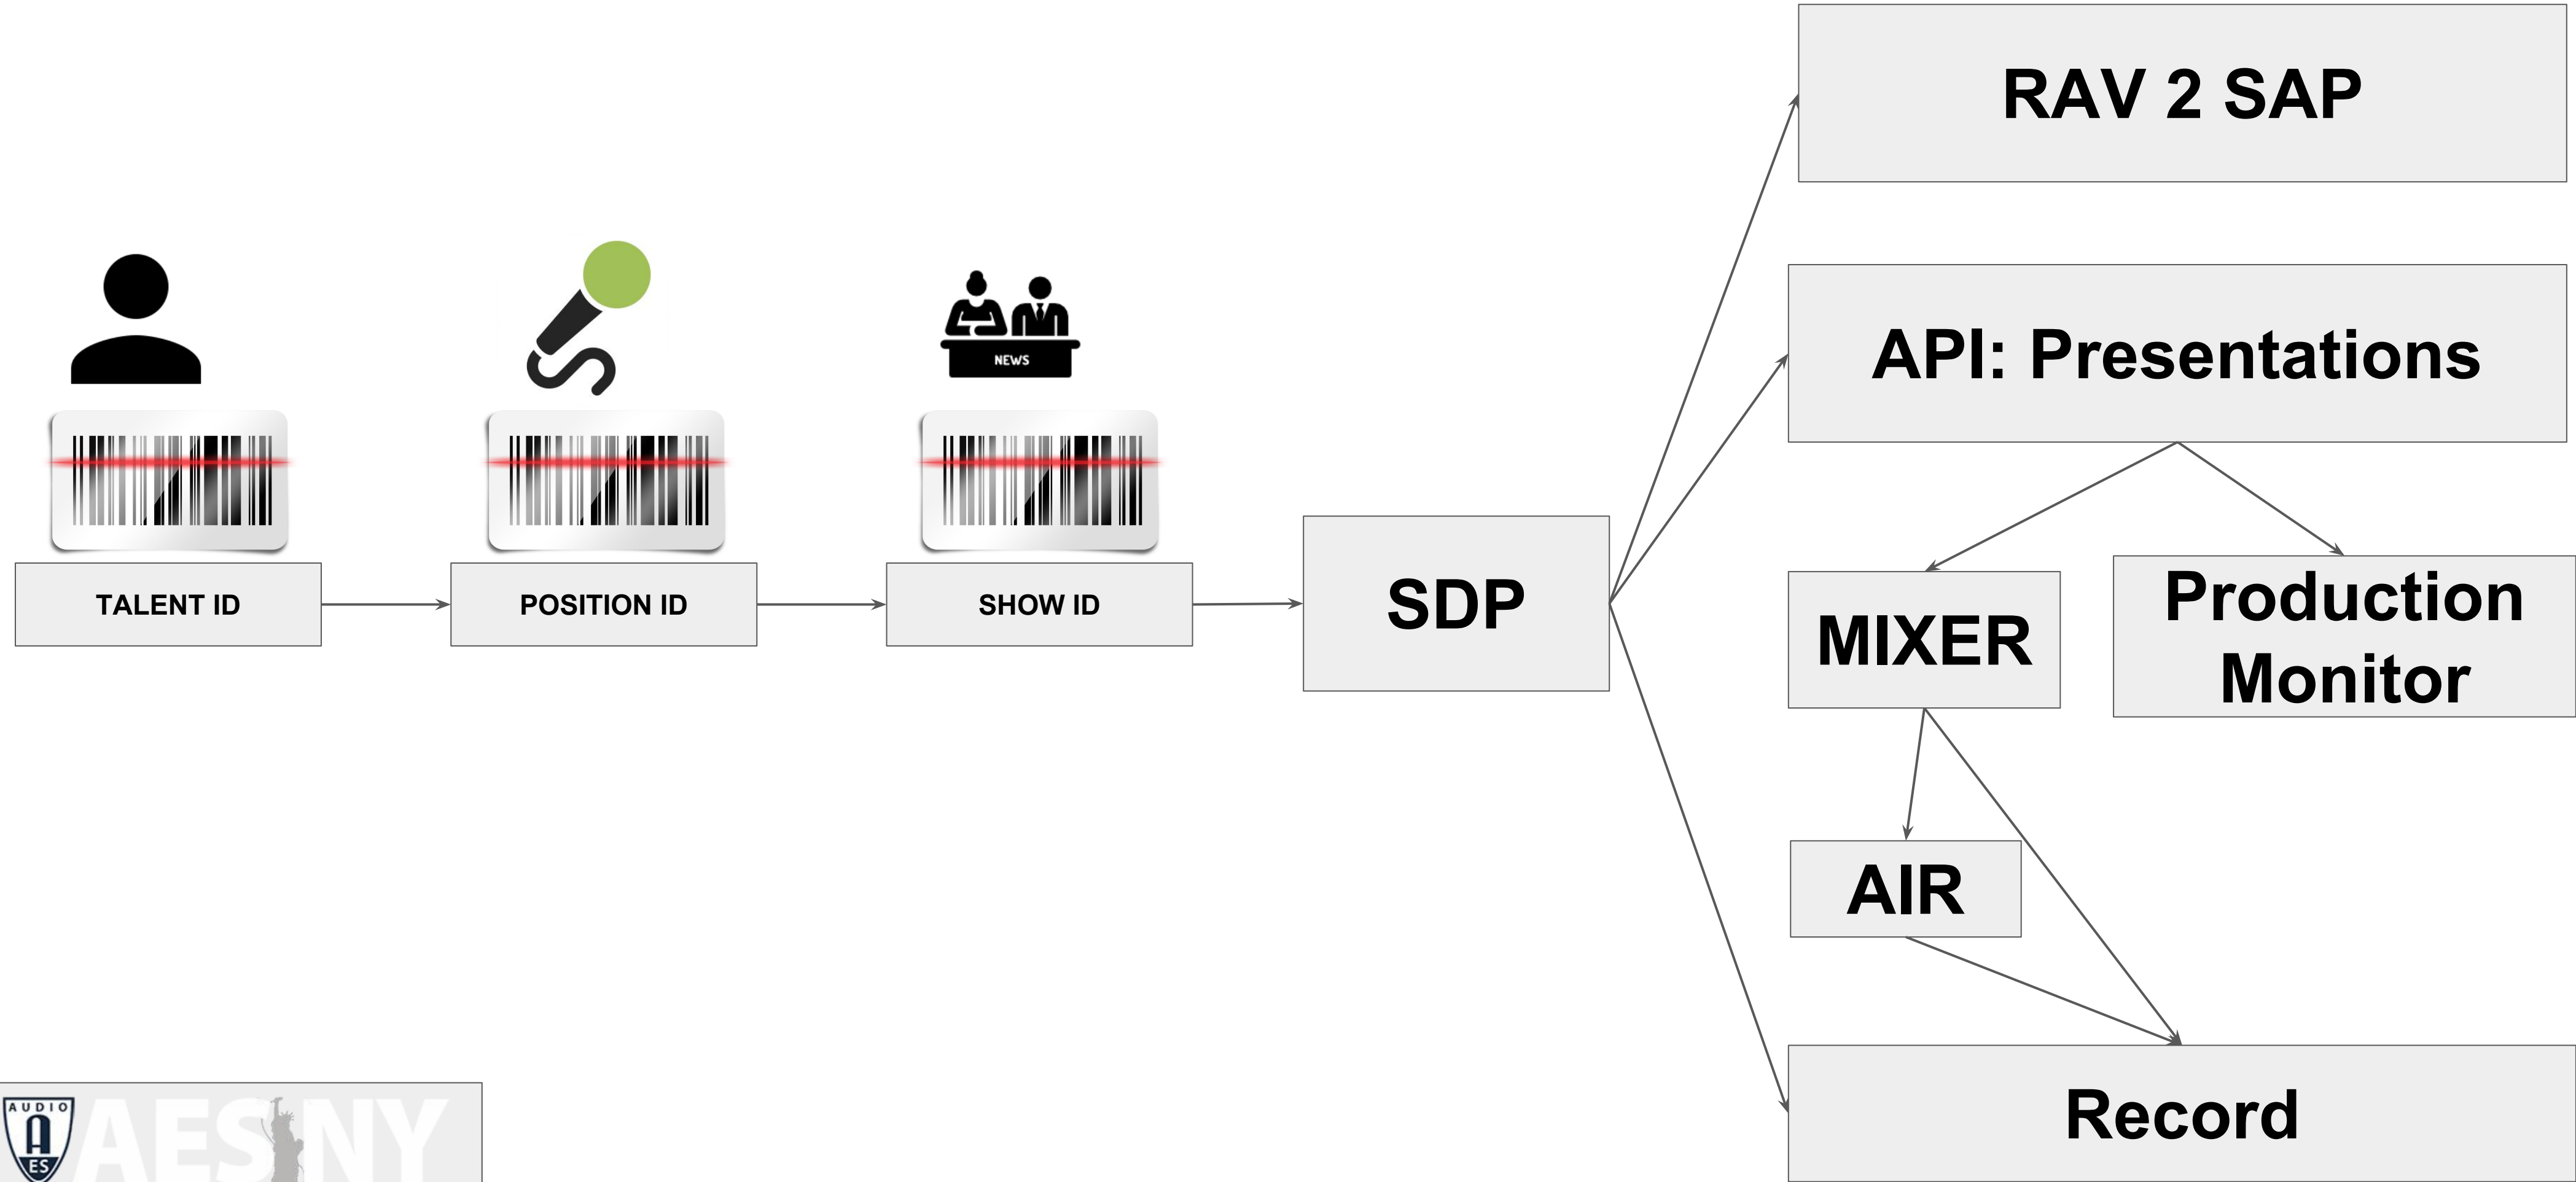 RAV 2 SAP
API: Presentations
NEWS
TALENT ID
POSITION ID
SHOW ID
SDP
MIXER
Production
Monitor
AIR
Record
AUDIO
AES
AES NY